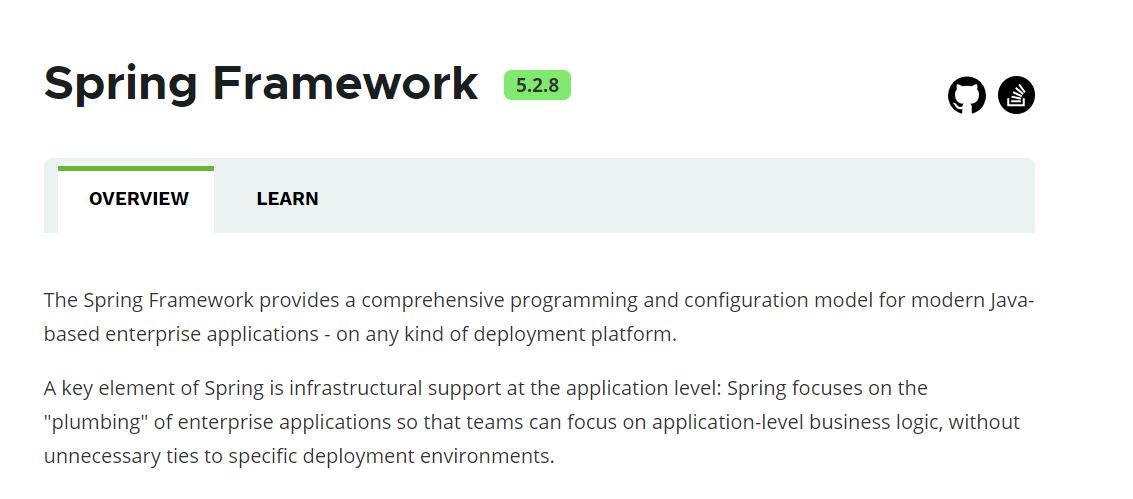 Spring Framework 5.2.8
OVERVIEW LEARN
The Spring Framework provides a comprehensive programming and configuration model for modern Java-
based enterprise applications - on any kind of deployment platform.
A key element of Spring is infrastructural support at the application level: Spring focuses on the
"plumbing" of enterprise applications so that teams can focus on application-level business logic, without
unnecessary ties to specific deployment environments.